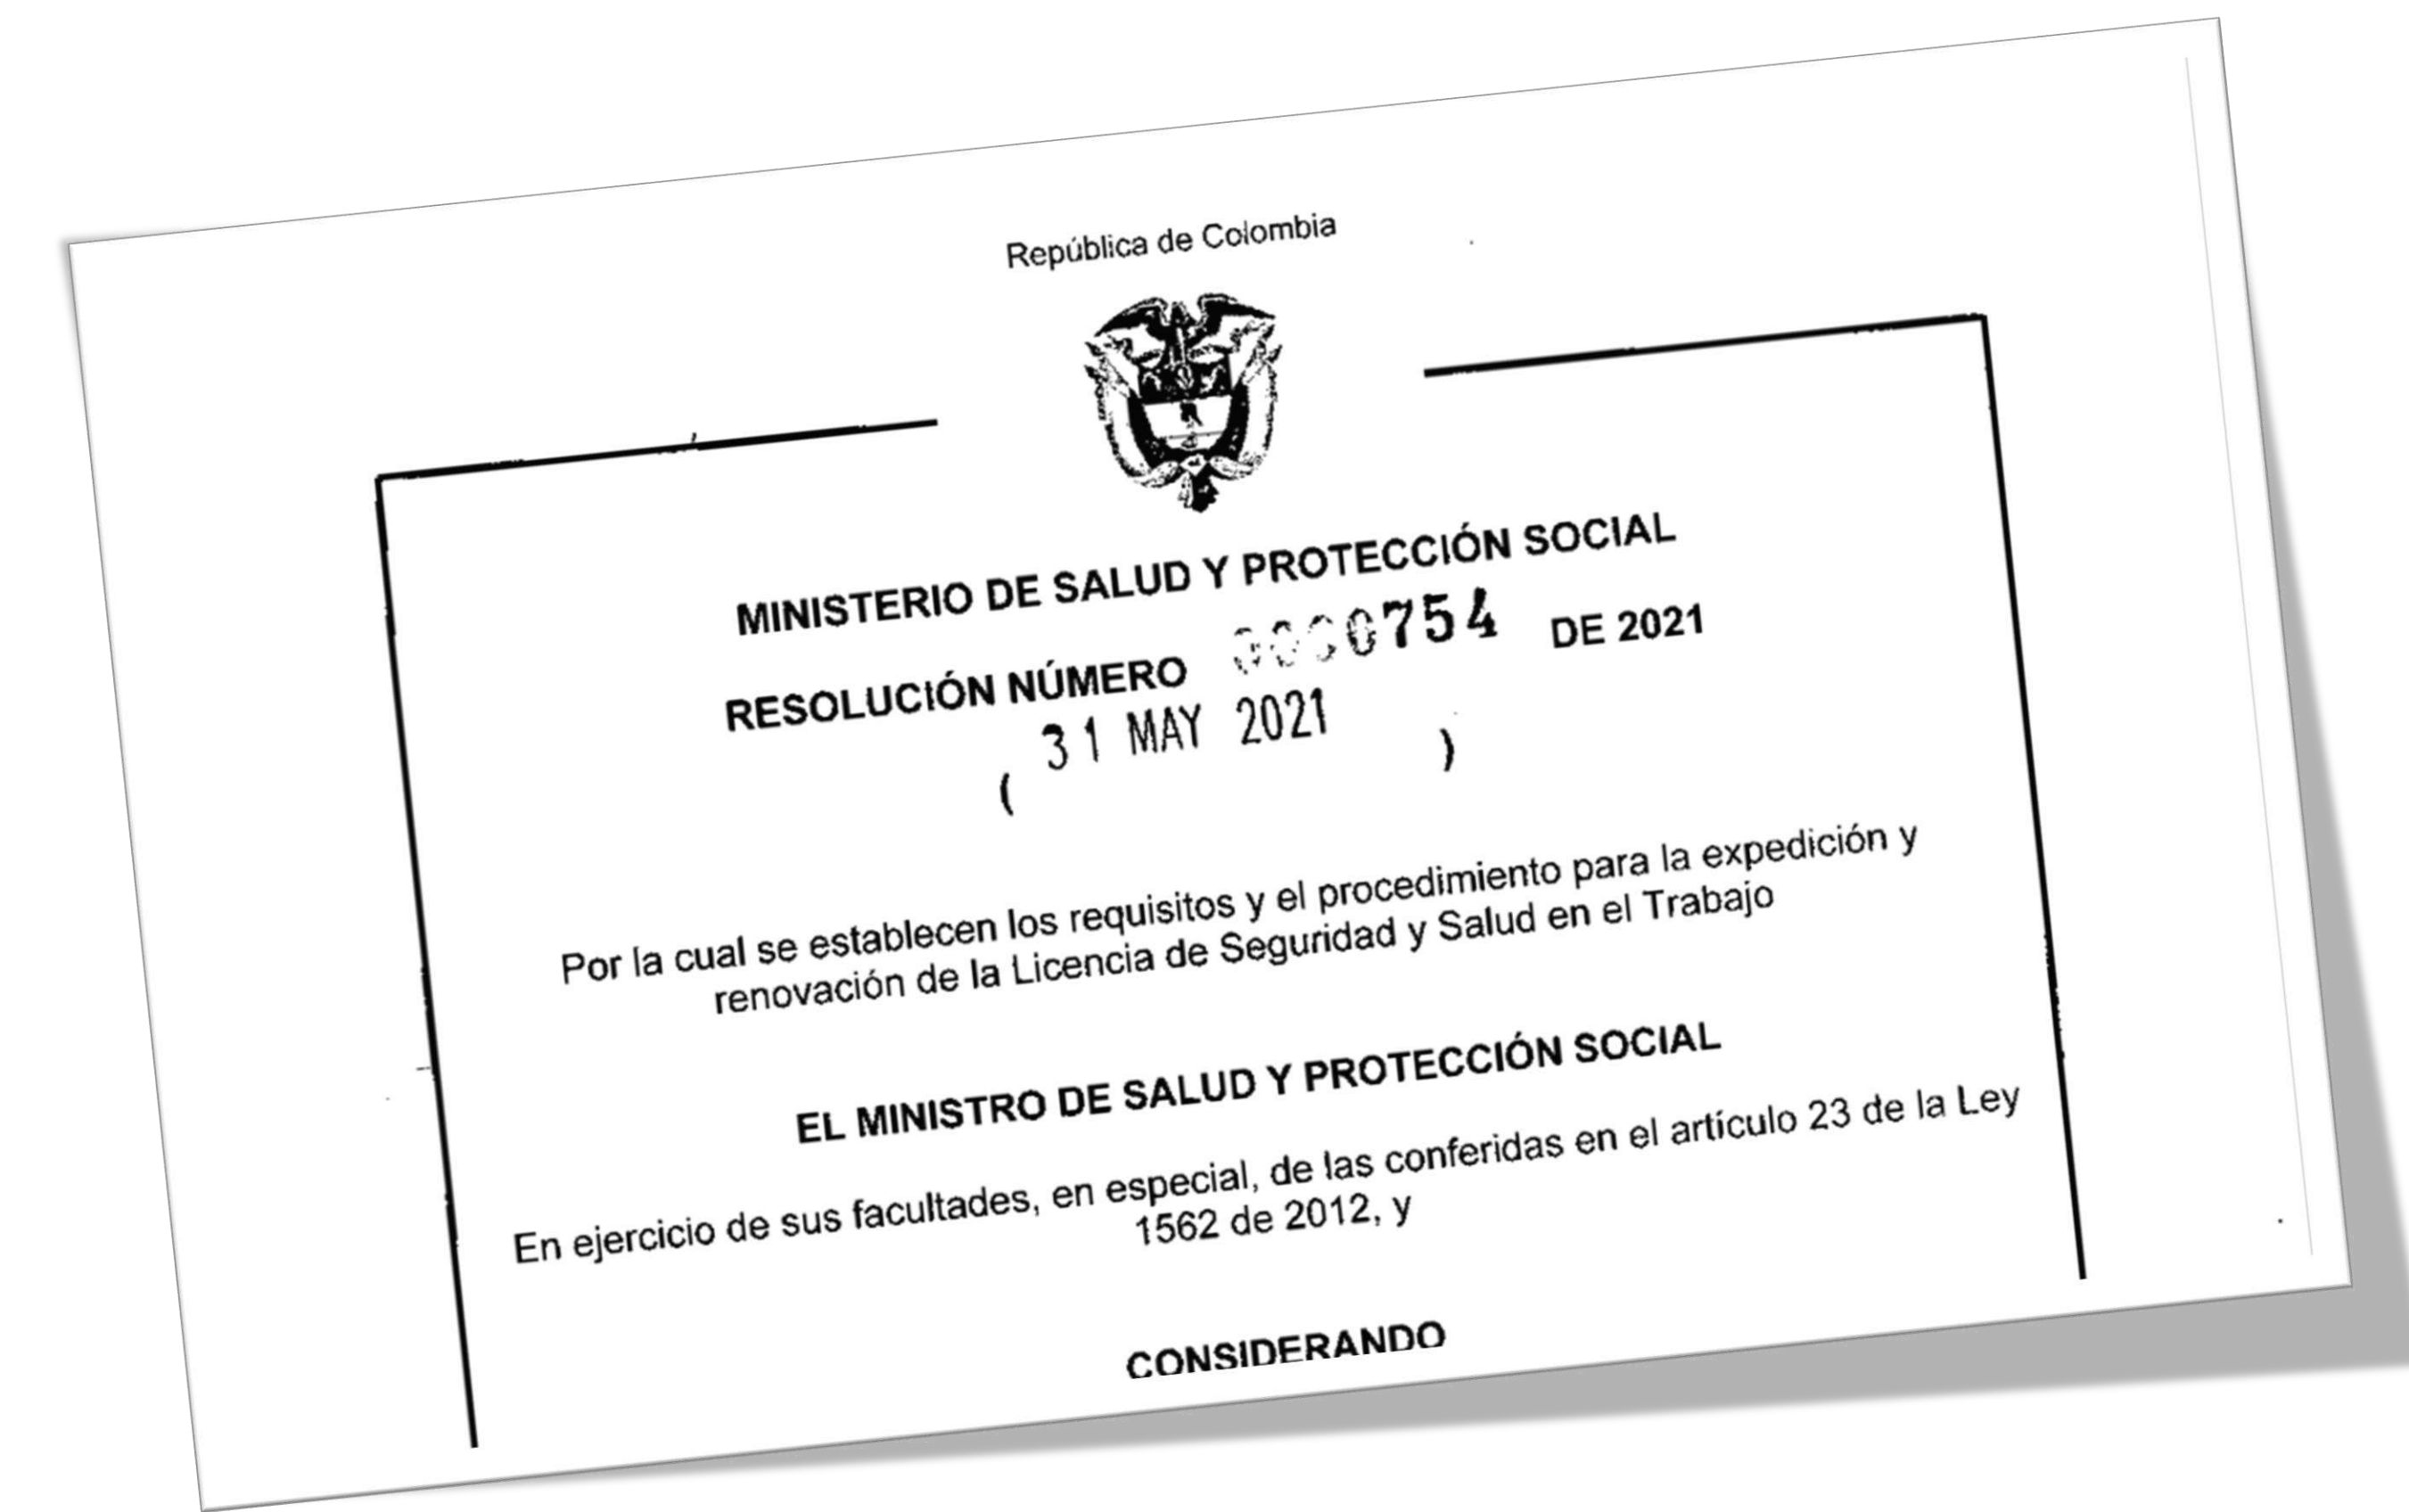 República de Colombia
MINISTERIO DE SALUD Y PROTECCIÓN SOCIAL
RESOLUCIÓN NÚMERO 0000754 DE 2021
( 31 MAY 2021 )
Por la cual se establecen los requisitos y el procedimiento para la expedición y
renovación de la Licencia de Seguridad y Salud en el Trabajo
EL MINISTRO DE SALUD Y PROTECCIÓN SOCIAL
En ejercicio de sus facultades, en especial, de las conferidas en el artículo 23 de la Ley
1562 de 2012, y
CONSIDERANDO